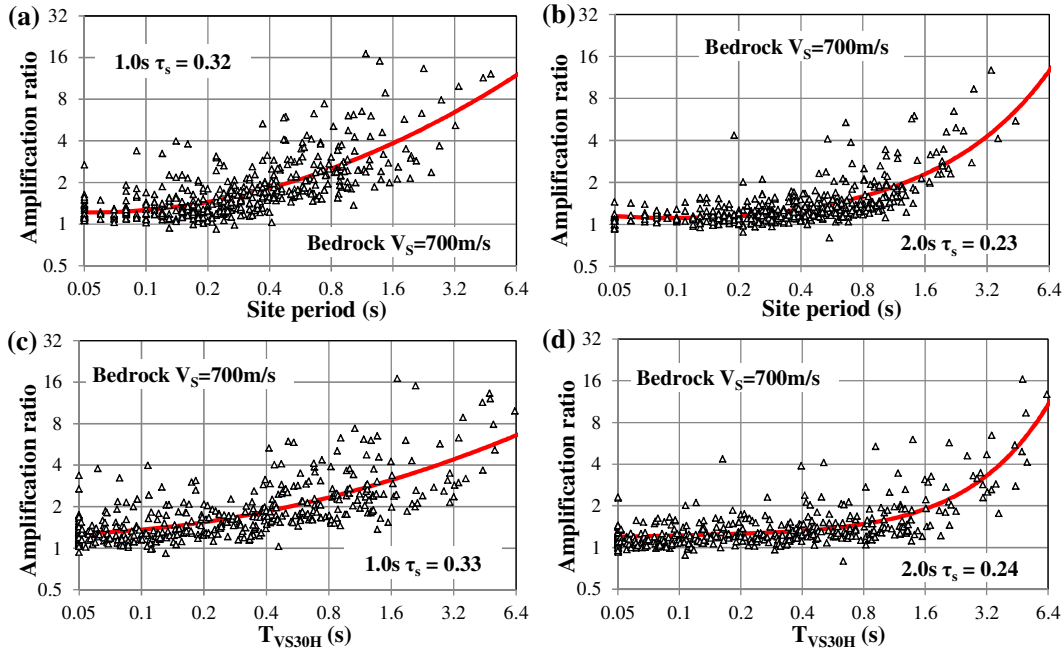 (a)
32
16
8
4
2
1
0.5
Amplification ratio
1.0s τs = 0.32
Bedrock VS=700m/s
0.05 0.1 0.2 0.4 0.8 1.6 3.2 6.4
Site period (s)
(b)
32
16
8
4
2
1
0.5
Amplification ratio
Bedrock VS=700m/s
2.0s τs = 0.23
0.05 0.1 0.2 0.4 0.8 1.6 3.2 6.4
Site period (s)
(c)
32
16
8
4
2
1
0.5
Amplification ratio
Bedrock VS=700m/s
1.0s τs = 0.33
0.05 0.1 0.2 0.4 0.8 1.6 3.2 6.4
TVS30H (s)
(d)
32
16
8
4
2
1
0.5
Amplification ratio
Bedrock VS=700m/s
2.0s τs = 0.24
0.05 0.1 0.2 0.4 0.8 1.6 3.2 6.4
TVS30H (s)